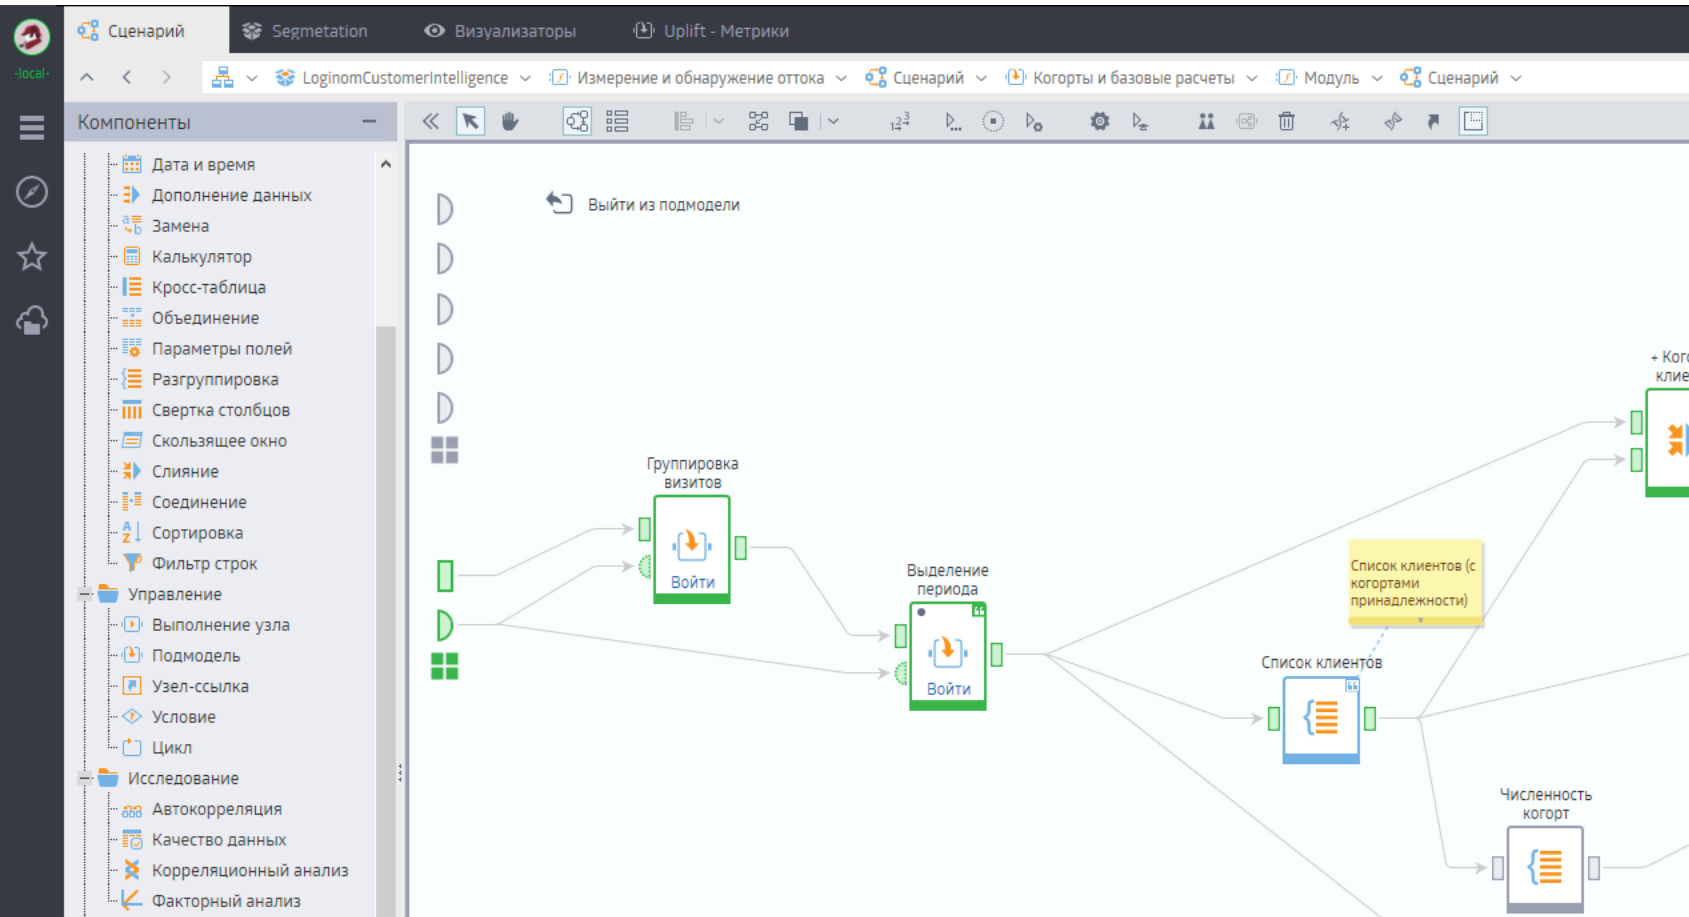 Сценарий
Segmetation
Визуализаторы
Uplift - Метрики
-local-
LoginomCustomerIntelligence
Измерение и обнаружение оттока
Сценарий
Когорты и базовые расчеты
Модуль
Сценарий
Компоненты
Дата и время
Дополнение данных
Замена
Калькулятор
Кросс-таблица
Объединение
Параметры полей
Разгруппировка
Свертка столбцов
Скользящее окно
Слияние
Соединение
Сортировка
Фильтр строк
Управление
Выполнение узла
Подмодель
Узел-ссылка
Условие
Цикл
Исследование
Автокорреляция
Качество данных
Корреляционный анализ
Факторный анализ
Выйти из подмодели
Группировка
визитов
Войти
Выделение
периода
Войти
Список клиентов (с
когортами
принадлежности)
Список клиентов
Численность
когорт